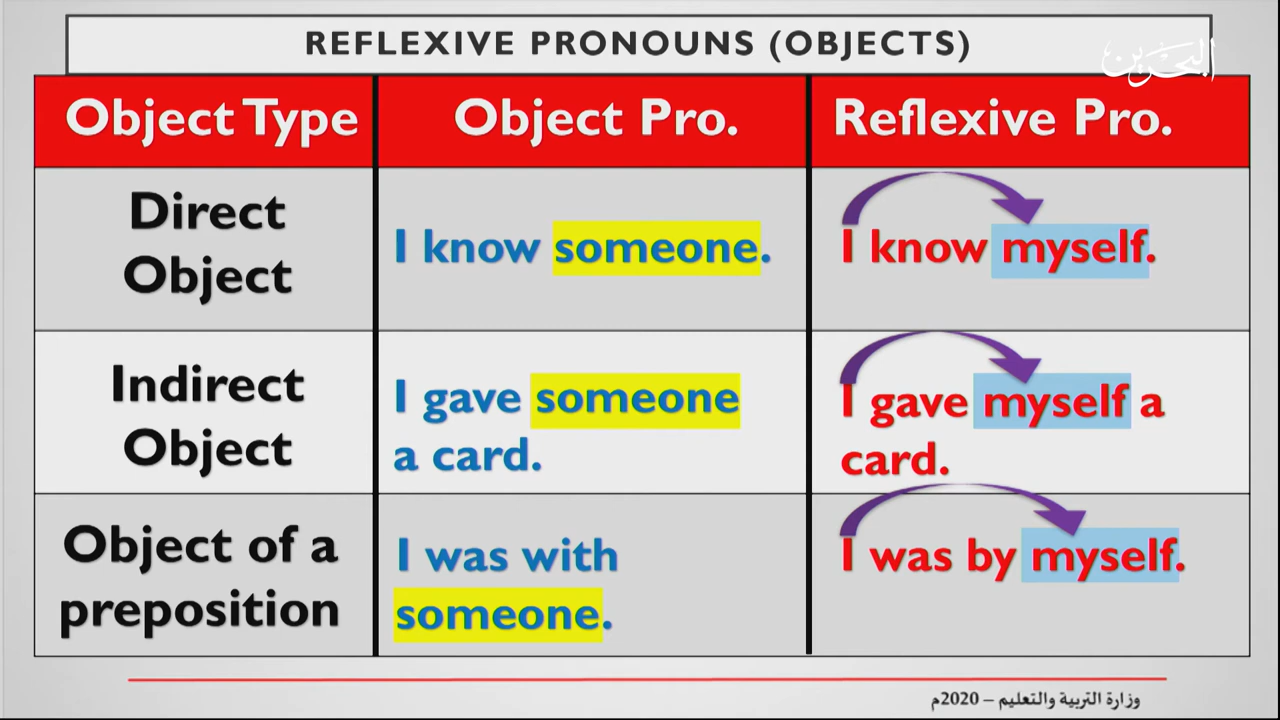 REFLEXIVE PRONOUNS (OBJECTS)
البحرين
Object Type
Object Pro.
Reflexive Pro.
Direct
Object
I know someone.
I know myself.
Indirect
Object
I gave someone
a card.
I gave myself a
card.
Object of a
preposition
I was with
someone.
I was by myself.
وزارة التربية والتعليم – 2020م